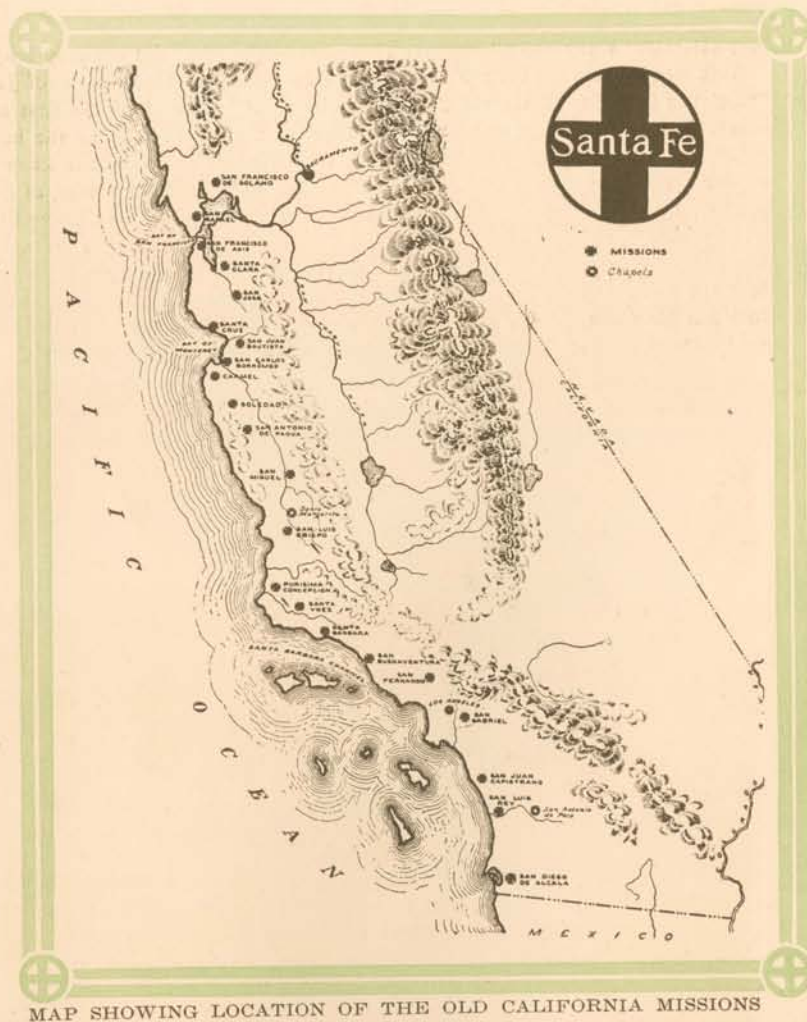 Santa Fe
MISSIONS
Chapels
SACRAMENTO
SAN FRANCISCO
DE SOLANO
SAN
RAFAEL
BAY OF
SAN FRANCISCO
SAN FRANCISCO
DE ASIS
SANTA
CLARA
SAN
JOSE
SANTA
CRUZ
SAN JUAN
BAUTISTA
BAY OF
MONTEREY
SAN CARLOS
BORROMEO
CARMEL
SOLEDAD
SAN ANTONIO
DE PADUA
SAN
MIGUEL
Santa
Margarita
SAN LUIS
OBISPO
PURISIMA
CONCEPCION
SANTA
YNEZ
SANTA
BARBARA
SANTA BARBARA CHANNEL
SAN
BUENAVENTURA
SAN
FERNANDO
LOS ANGELES
SAN
GABRIEL
SAN JUAN
CAPISTRANO
SAN LUIS
REY
San Antonio
de Pala
SAN DIEGO
DE ALCALA
NEVADA
CALIFORNIA
PACIFIC
OCEAN
MEXICO
MAP SHOWING LOCATION OF THE OLD CALIFORNIA MISSIONS